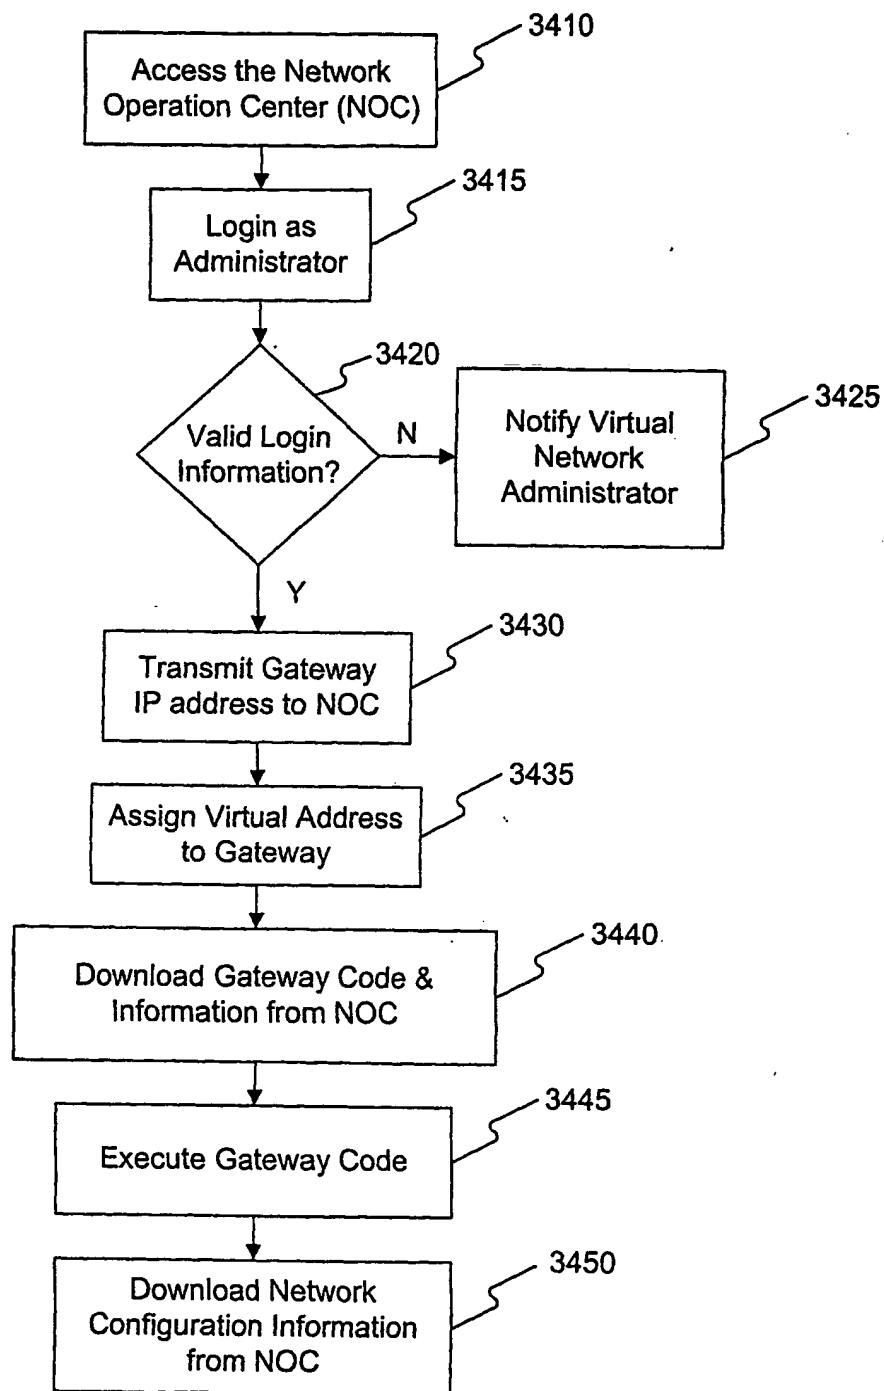 3410
Access the Network
Operation Center (NOC)
3415
Login as
Administrator
3420
Valid Login
Information?
N
3425
Notify Virtual
Network
Administrator
Y
3430
Transmit Gateway
IP address to NOC
3435
Assign Virtual Address
to Gateway
3440
Download Gateway Code &
Information from NOC
3445
Execute Gateway Code
3450
Download Network
Configuration Information
from NOC